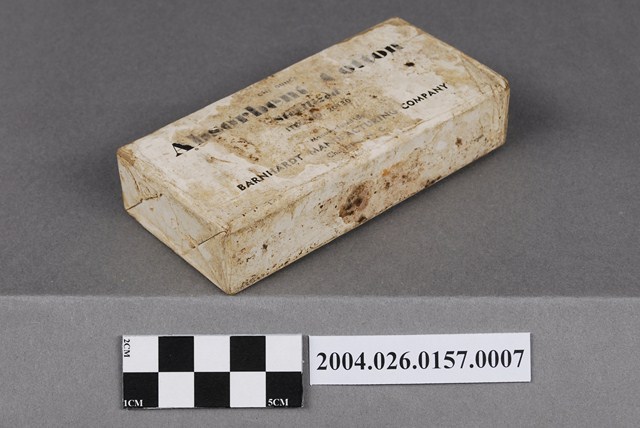 Absorbent Cotton
BARNHARDT MANUFACTURING COMPANY
2CM
1CM
5CM
2004.026.0157.0007